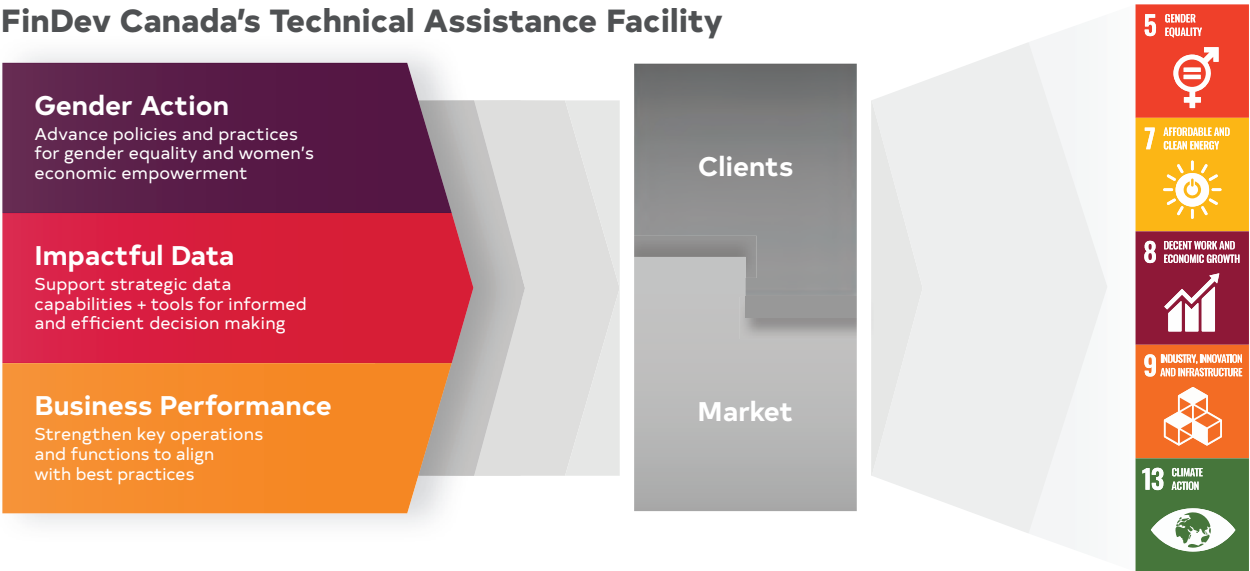 FinDev Canada's Technical Assistance Facility
Gender Action
Advance policies and practices
for gender equality and women's
economic empowerment
Impactful Data
Support strategic data
capabilities + tools for informed
and efficient decision making
Business Performance
Strengthen key operations
and functions to align
with best practices
Clients
Market
5 GENDER
EQUALITY
7 AFFORDABLE AND
CLEAN ENERGY
8 DECENT WORK AND
ECONOMIC GROWTH
9 INDUSTRY, INNOVATION
AND INFRASTRUCTURE
13 CLIMATE
ACTION